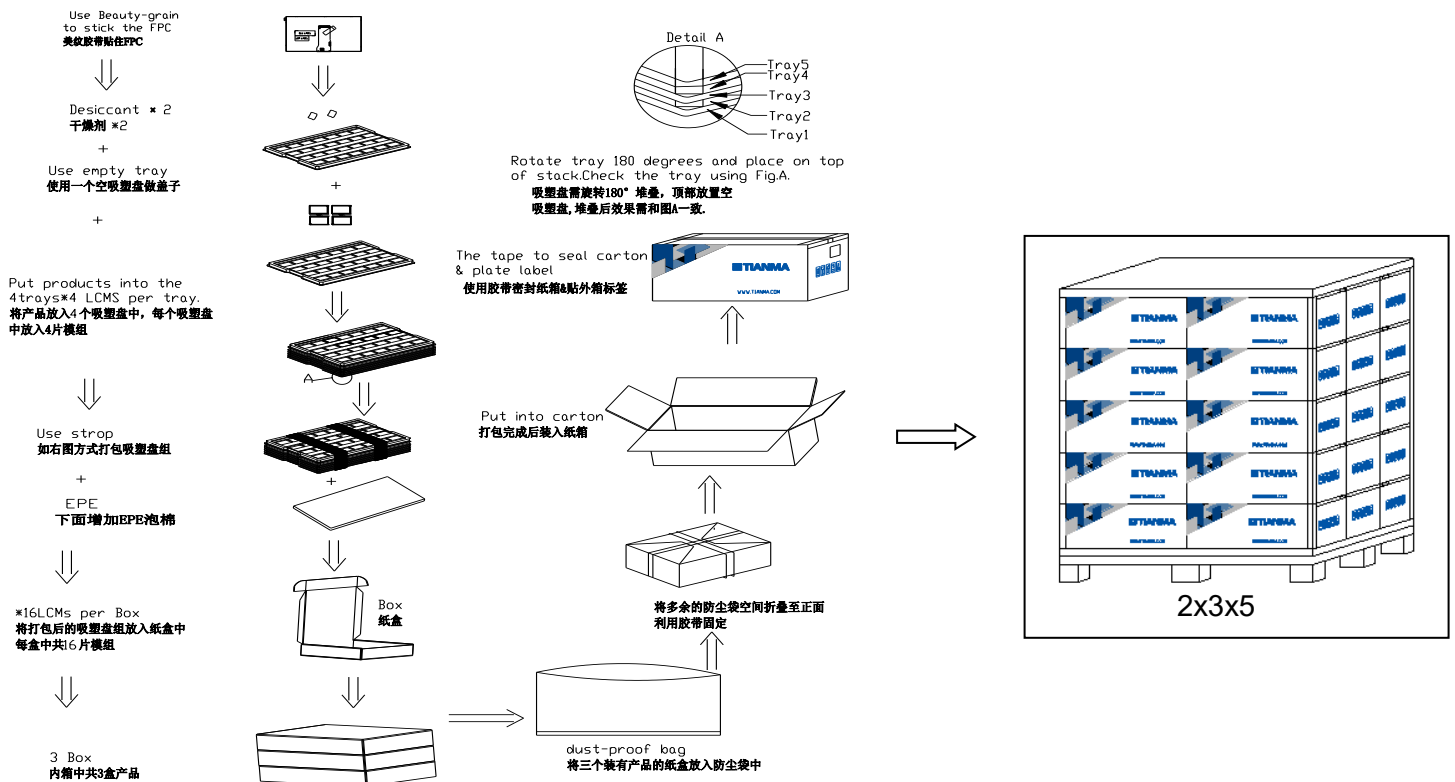 Use Beauty-grain
to stick the FPC
美纹胶带贴住FPC
Desiccant * 2
干燥剂 *2
+
Use empty tray
使用一个空吸塑盘做盖子
+
Put products into the
4trays*4 LCMS per tray.
将产品放入4个吸塑盘中，每个吸塑盘
中放入4片模组
Use strop
如右图方式打包吸塑盘组
+
EPE
下面增加EPE泡棉
*16LCMs per Box
将打包后的吸塑盘组放入纸盒中
每盒中共16片模组
3 Box
内箱中共3盒产品
+
A
+
Box
纸盒
Detail A
Tray5
Tray4
Tray3
Tray2
Tray1
Rotate tray 180 degrees and place on top
of stack.Check the tray using Fig.A.
吸塑盘需旋转180°堆叠，顶部放置空
吸塑盘,堆叠后效果需和图A一致.
The tape to seal carton
& plate label
使用胶带密封纸箱&贴外箱标签
TIANMA
WWW.TIANMA.COM
Put into carton
打包完成后装入纸箱
将多余的防尘袋空间折叠至正面
利用胶带固定
dust-proof bag
将三个装有产品的纸盒放入防尘袋中
TIANMA TIANMA
TIANMA TIANMA
TIANMA TIANMA
TIANMA TIANMA
TIANMA TIANMA
2x3x5